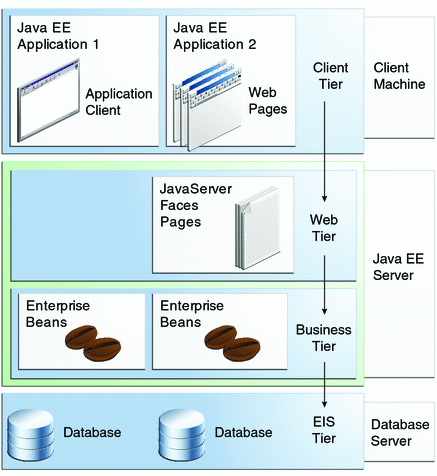 Java EE
Application 1
Application
Client
Java EE
Application 2
Web
Pages
Client
Tier
Client
Machine
JavaServer
Faces
Pages
Web
Tier
Java EE
Server
Enterprise
Beans
Enterprise
Beans
Business
Tier
Database
Database
EIS
Tier
Database
Server